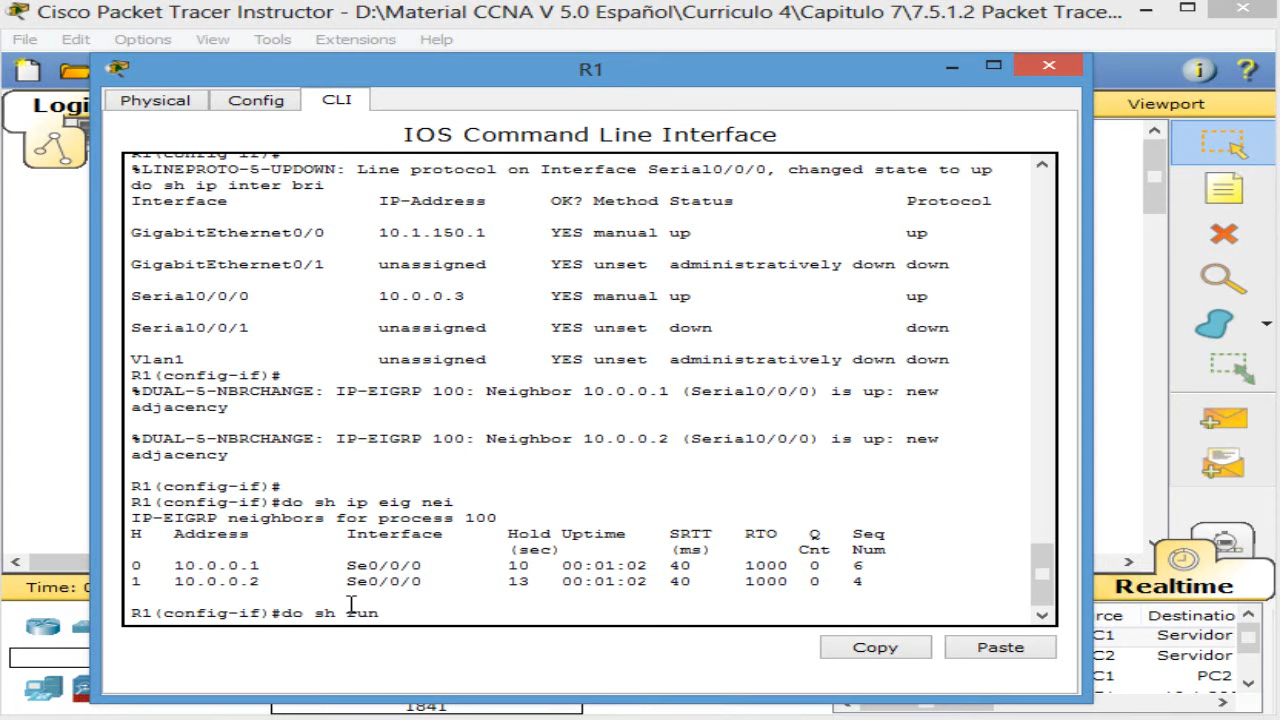 Cisco Packet Tracer Instructor - D:\Material CCNA V 5.0 Español\Curriculo 4\Capitulo 7\7.5.1.2 Packet Trace...
File Edit Options View Tools Extensions Help
R1
Logi
Viewport
Physical Config CLI
IOS Command Line Interface
R1(config-if)#
%LINEPROTO-5-UPDOWN: Line protocol on Interface Serial0/0/0, changed state to up
do sh ip inter bri
Interface IP-Address OK? Method Status Protocol
GigabitEthernet0/0 10.1.150.1 YES manual up up
GigabitEthernet0/1 unassigned YES unset administratively down down
Serial0/0/0 10.0.0.3 YES manual up up
Serial0/0/1 unassigned YES unset down down
Vlan1 unassigned YES unset administratively down down
R1(config-if)#
%DUAL-5-NBRCHANGE: IP-EIGRP 100: Neighbor 10.0.0.1 (Serial0/0/0) is up: new
adjacency
%DUAL-5-NBRCHANGE: IP-EIGRP 100: Neighbor 10.0.0.2 (Serial0/0/0) is up: new
adjacency
R1(config-if)#
R1(config-if)#do sh ip eig nei
IP-EIGRP neighbors for process 100
H Address Interface Hold Uptime SRTT RTO Q Seq
(sec) (ms) Cnt Num
0 10.0.0.1 Se0/0/0 10 00:01:02 40 1000 0 6
1 10.0.0.2 Se0/0/0 13 00:01:02 40 1000 0 4
R1(config-if)#do sh run
Copy Paste
Time: 0
Realtime
rce Destinatio
C1 Servidor
C2 Servidor
C1 PC2
1841